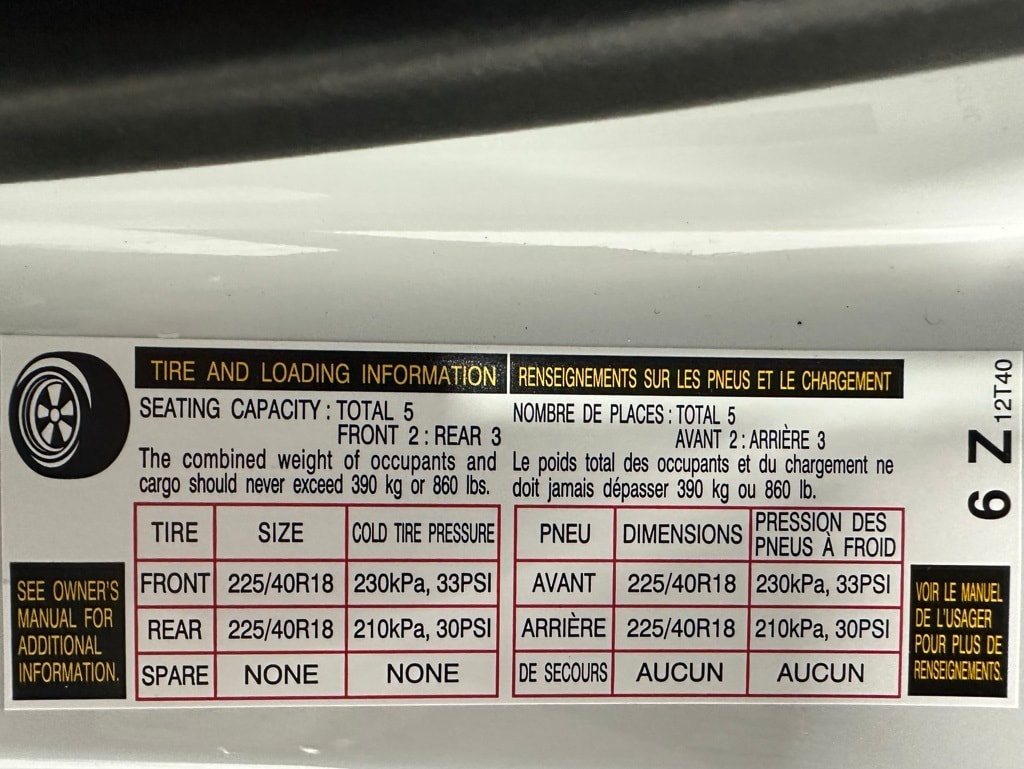 TIRE AND LOADING INFORMATION
SEATING CAPACITY : TOTAL 5
FRONT 2 : REAR 3
The combined weight of occupants and
cargo should never exceed 390 kg or 860 lbs.
TIRE SIZE COLD TIRE PRESSURE
FRONT 225/40R18 230kPa, 33PSI
REAR 225/40R18 210kPa, 30PSI
SPARE NONE NONE
SEE OWNER'S
MANUAL FOR
ADDITIONAL
INFORMATION.
RENSEIGNEMENTS SUR LES PNEUS ET LE CHARGEMENT
NOMBRE DE PLACES : TOTAL 5
AVANT 2 : ARRIÈRE 3
Le poids total des occupants et du chargement ne
doit jamais dépasser 390 kg ou 860 lb.
PNEU DIMENSIONS PRESSION DES
PNEUS À FROID
AVANT 225/40R18 230kPa, 33PSI
ARRIÈRE 225/40R18 210kPa, 30PSI
DE SECOURS AUCUN AUCUN
VOIR LE MANUEL
DE L'USAGER
POUR PLUS DE
RENSEIGNEMENTS.
6 Z 12T40